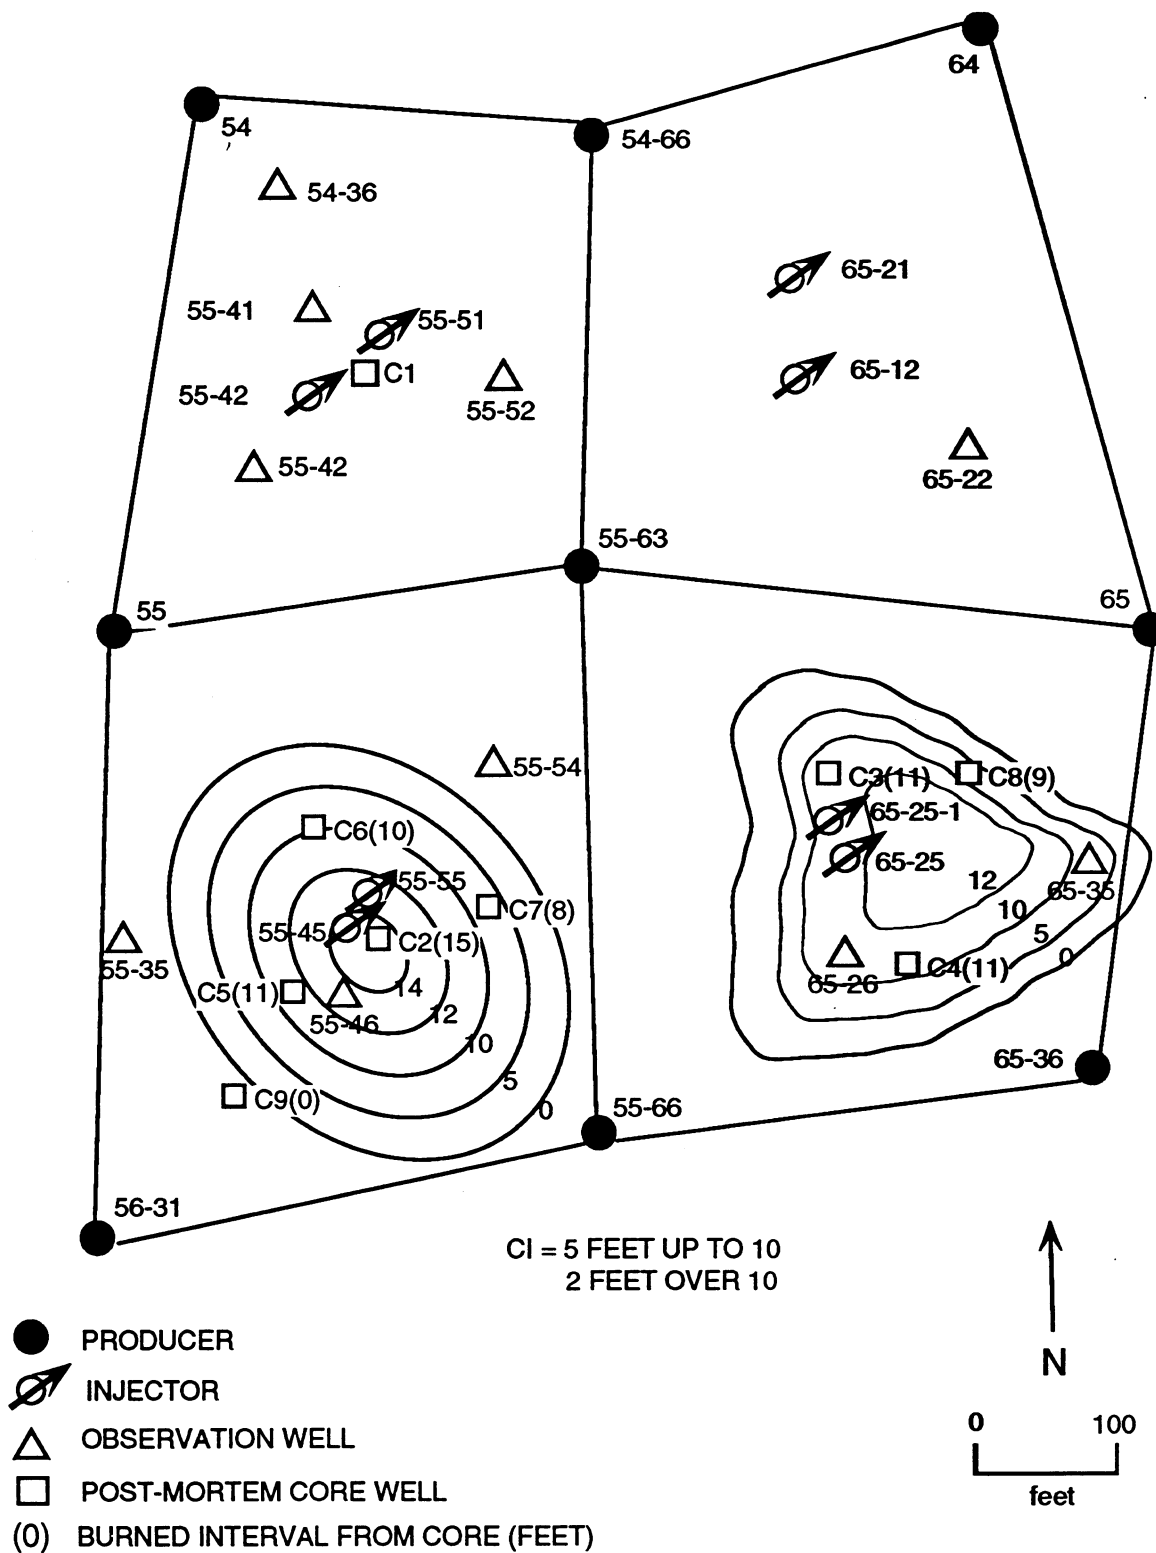 64
54
54-66
54-36
65-21
55-41
55-51
C1
65-12
55-42
55-52
55-42
65-22
55-63
55
65
55-54
C3(11)
C8(9)
65-25-1
C6(10)
65-25
55-55
12
65-35
C7(8)
10
55-45
C2(15)
5
0
55-35
C4(11)
65-26
C5(11)
14
12
55-46
10
65-36
5
C9(0)
0
55-66
56-31
CI = 5 FEET UP TO 10
2 FEET OVER 10
PRODUCER
N
INJECTOR
0 100
OBSERVATION WELL
POST-MORTEM CORE WELL
feet
(0) BURNED INTERVAL FROM CORE (FEET)